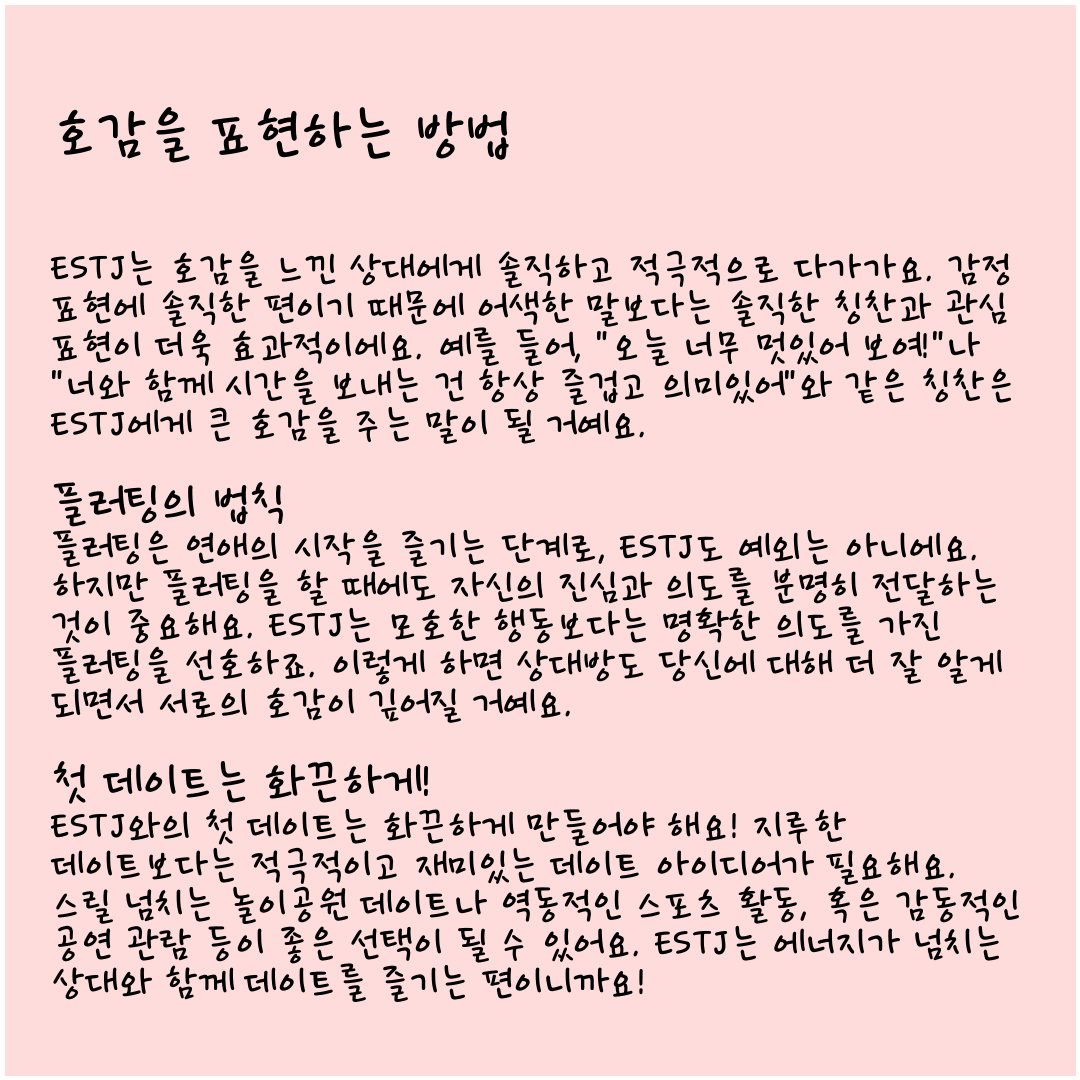 호감을 표현하는 방법
ESTJ는 호감을 느낀 상대에게 솔직하고 적극적으로 다가가요. 감정
표현에 솔직한 편이기 때문에 어색한 말보다는 솔직한 칭찬과 관심
표현이 더욱 효과적이에요. 예를 들어, "오늘 너무 멋있어 보여!"나
"너와 함께 시간을 보내는 건 항상 즐겁고 의미있어"와 같은 칭찬은
ESTJ에게 큰 호감을 주는 말이 될 거예요.
플러팅의 법칙
플러팅은 연애의 시작을 즐기는 단계로, ESTJ도 예외는 아니에요.
하지만 플러팅을 할 때에도 자신의 진심과 의도를 분명히 전달하는
것이 중요해요. ESTJ는 모호한 행동보다는 명확한 의도를 가진
플러팅을 선호하죠. 이렇게 하면 상대방도 당신에 대해 더 잘 알게
되면서 서로의 호감이 깊어질 거예요.
첫 데이트는 화끈하게!!
ESTJ와의 첫 데이트는 화끈하게 만들어야 해요! 지루한
데이트보다는 적극적이고 재미있는 데이트 아이디어가 필요해요.
스릴 넘치는 놀이공원 데이트나 역동적인 스포츠 활동, 혹은 감동적인
공연 관람 등이 좋은 선택이 될 수 있어요. ESTJ는 에너지가 넘치는
상대와 함께 데이트를 즐기는 편이니까요!